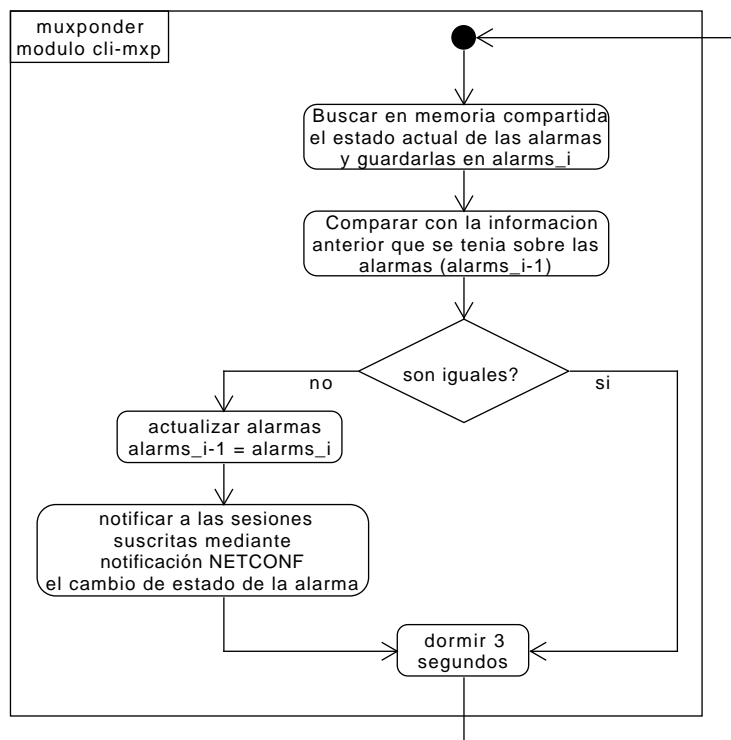 muxponder
modulo cli-mxp
Buscar en memoria compartida
el estado actual de las alarmas
y guardarlas en alarms_i
Comparar con la informacion
anterior que se tenia sobre las
alarmas (alarms_i-1)
son iguales?
no
si
actualizar alarmas
alarms_i-1 = alarms_i
notificar a las sesiones
suscritas mediante
notificación NETCONF
el cambio de estado de la alarma
dormir 3
segundos